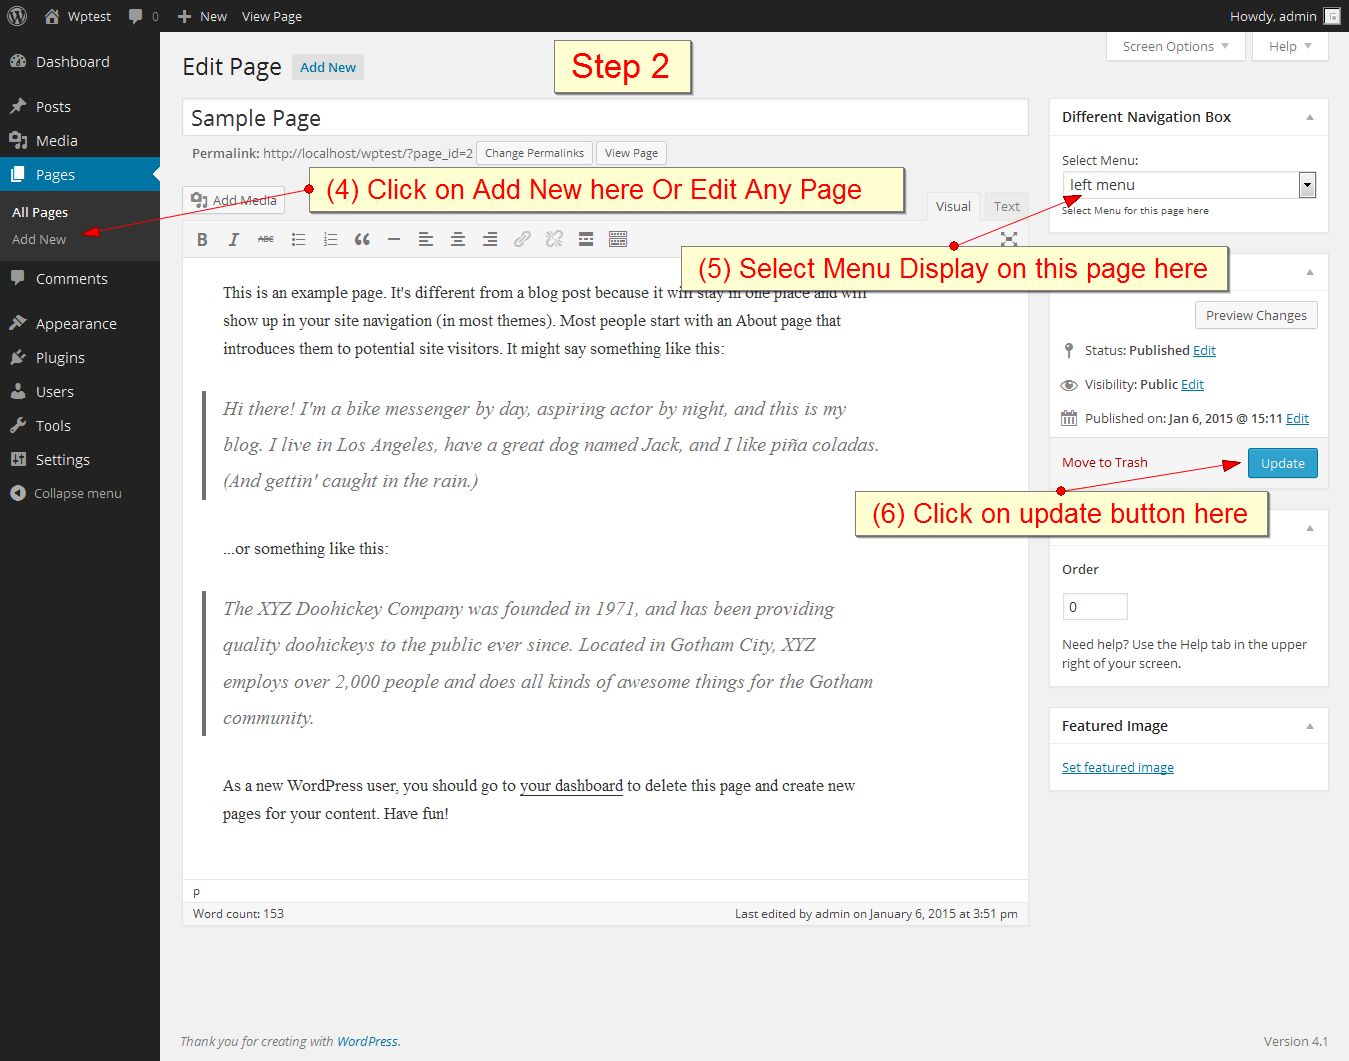 Wptest 0 New View Page Howdy, admin
Screen Options Help
Dashboard
Posts
Media
Pages
All Pages
Add New
Comments
Appearance
Plugins
Users
Tools
Settings
Collapse menu
Edit Page Add New
Step 2
Sample Page
Permalink: http://localhost/wptest/?page_id=2 Change Permalinks View Page
(4) Click on Add New here Or Edit Any Page
Add Media
Visual Text
B I ABC
(5) Select Menu Display on this page here
This is an example page. It's different from a blog post because it will stay in one place and will
show up in your site navigation (in most themes). Most people start with an About page that
introduces them to potential site visitors. It might say something like this:
Hi there! I'm a bike messenger by day, aspiring actor by night, and this is my
blog. I live in Los Angeles, have a great dog named Jack, and I like piña coladas.
(And gettin' caught in the rain.)
...or something like this:
The XYZ Doohickey Company was founded in 1971, and has been providing
quality doohickeys to the public ever since. Located in Gotham City, XYZ
employs over 2,000 people and does all kinds of awesome things for the Gotham
community.
As a new WordPress user, you should go to your dashboard to delete this page and create new
pages for your content. Have fun!
p
Word count: 153 Last edited by admin on January 6, 2015 at 3:51 pm
Different Navigation Box
Select Menu:
left menu
Select Menu for this page here
Preview Changes
Status: Published Edit
Visibility: Public Edit
Published on: Jan 6, 2015 @ 15:11 Edit
Move to Trash Update
(6) Click on update button here
Order
0
Need help? Use the Help tab in the upper
right of your screen.
Featured Image
Set featured image
Thank you for creating with WordPress. Version 4.1